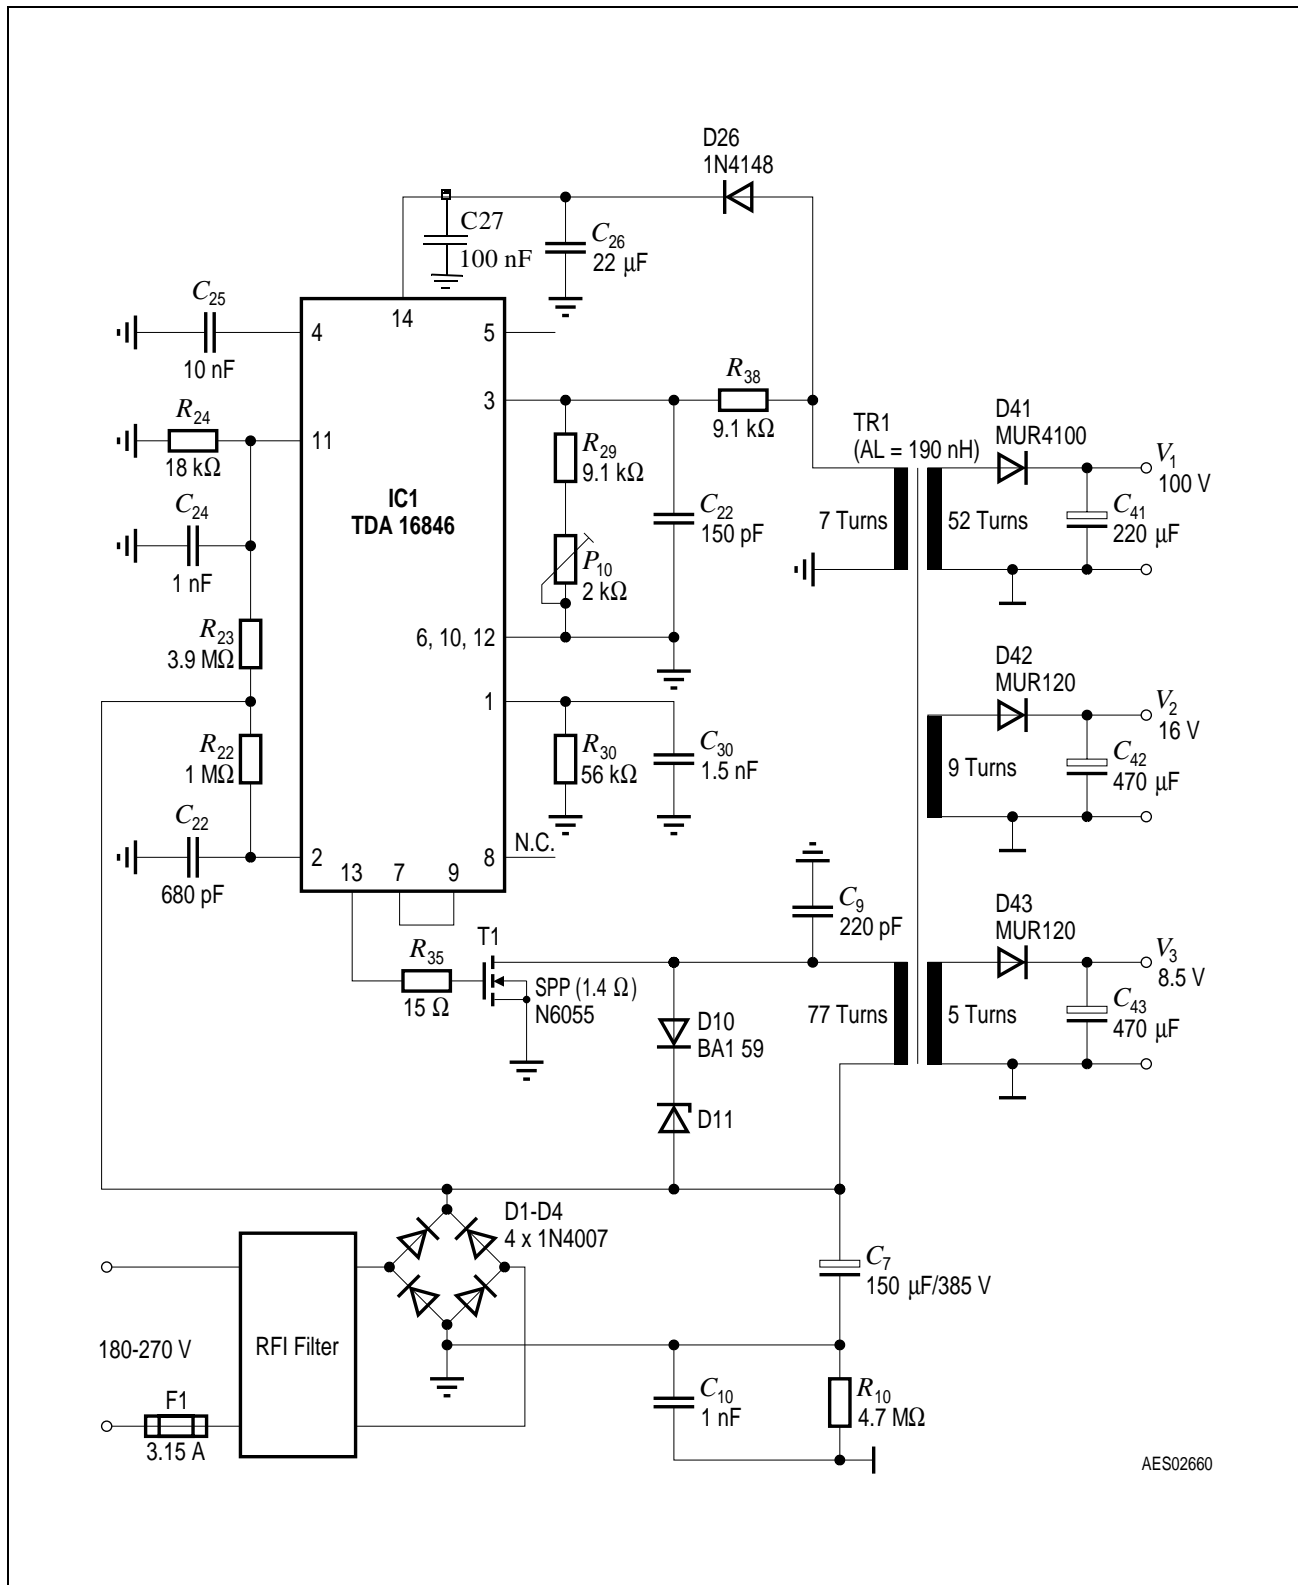 D26
1N4148
C27
100 nF
C26
22 µF
C25
10 nF
4
14
5
R24
18 kΩ
11
3
R38
9.1 kΩ
R29
9.1 kΩ
TR1
(AL = 190 nH)
D41
MUR4100
V1
100 V
C24
1 nF
IC1
TDA 16846
C22
150 pF
7 Turns
52 Turns
C41
220 µF
P10
2 kΩ
R23
3.9 MΩ
6, 10, 12
D42
MUR120
V2
16 V
1
R22
1 MΩ
R30
56 kΩ
C30
1.5 nF
9 Turns
C42
470 µF
C22
680 pF
2
13
7
9
8
N.C.
C9
220 pF
D43
MUR120
V3
8.5 V
R35
15 Ω
T1
SPP (1.4 Ω)
N6055
77 Turns
5 Turns
C43
470 µF
D10
BA1 59
D11
D1-D4
4 x 1N4007
C7
150 µF/385 V
180-270 V
RFI Filter
F1
3.15 A
C10
1 nF
R10
4.7 MΩ
AES02660